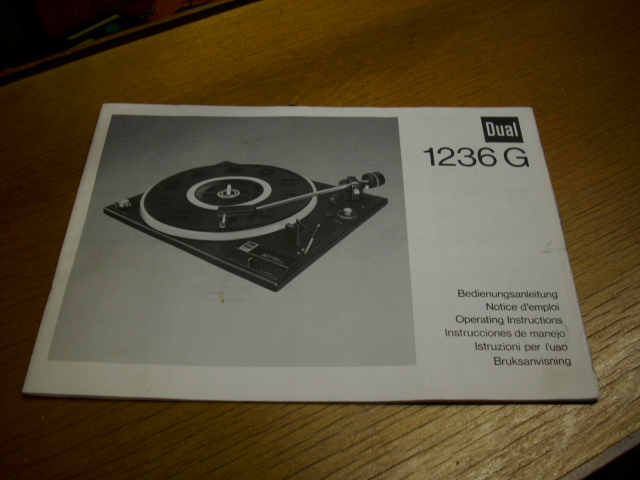 Dual
1236 G
Bedienungsanleitung
Notice d'emploi
Operating Instructions
Instrucciones de manejo
Istruzioni per l'uso
Bruksanvisning